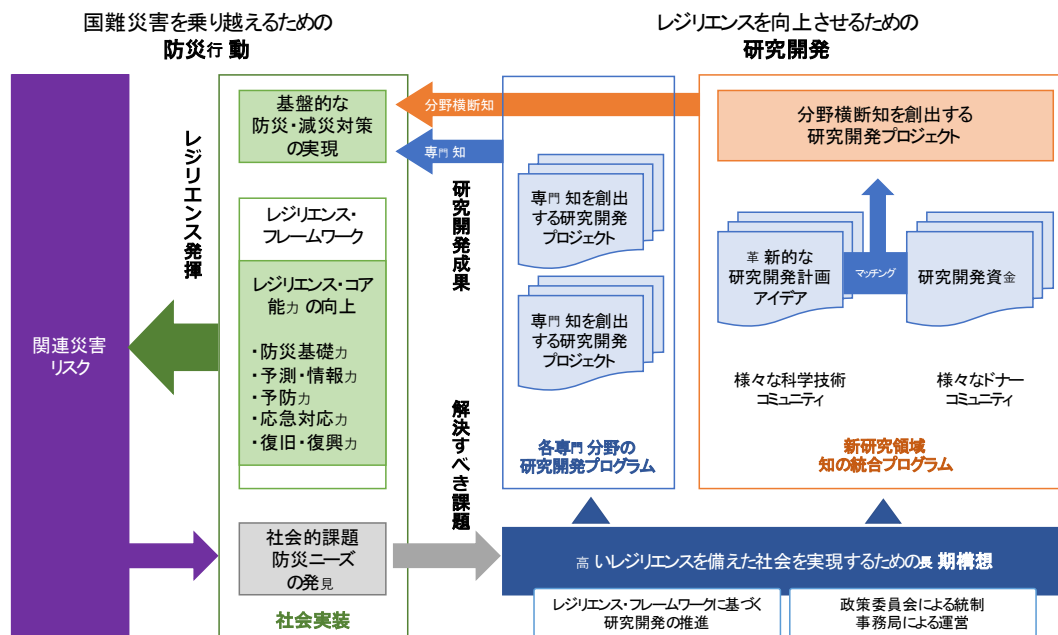 国難災害を乗り越えるための
防災行動
レジリエンスを向上させるための
研究開発
関連災害
リスク
レジリエンス発揮
基盤的な
防災・減災対策
の実現
レジリエンス・
フレームワーク
レジリエンス・コア
能力の向上
・防災基礎力
・予測・情報力
・予防力
・応急対応力
・復旧・復興力
社会的課題
防災ニーズ
の発見
社会実装
分野横断知
専門知
研究開発成果
解決すべき課題
専門知を創出
する研究開発
プロジェクト
専門知を創出
する研究開発
プロジェクト
各専門分野の
研究開発プログラム
分野横断知を創出する
研究開発プロジェクト
革新的な
研究開発計画
アイデア
マッチング
研究開発資金
様々な科学技術
コミュニティ
様々なドナー
コミュニティ
新研究領域
知の統合プログラム
高いレジリエンスを備えた社会を実現するための長期構想
レジリエンス・フレームワークに基づく
研究開発の推進
政策委員会による統制
事務局による運営